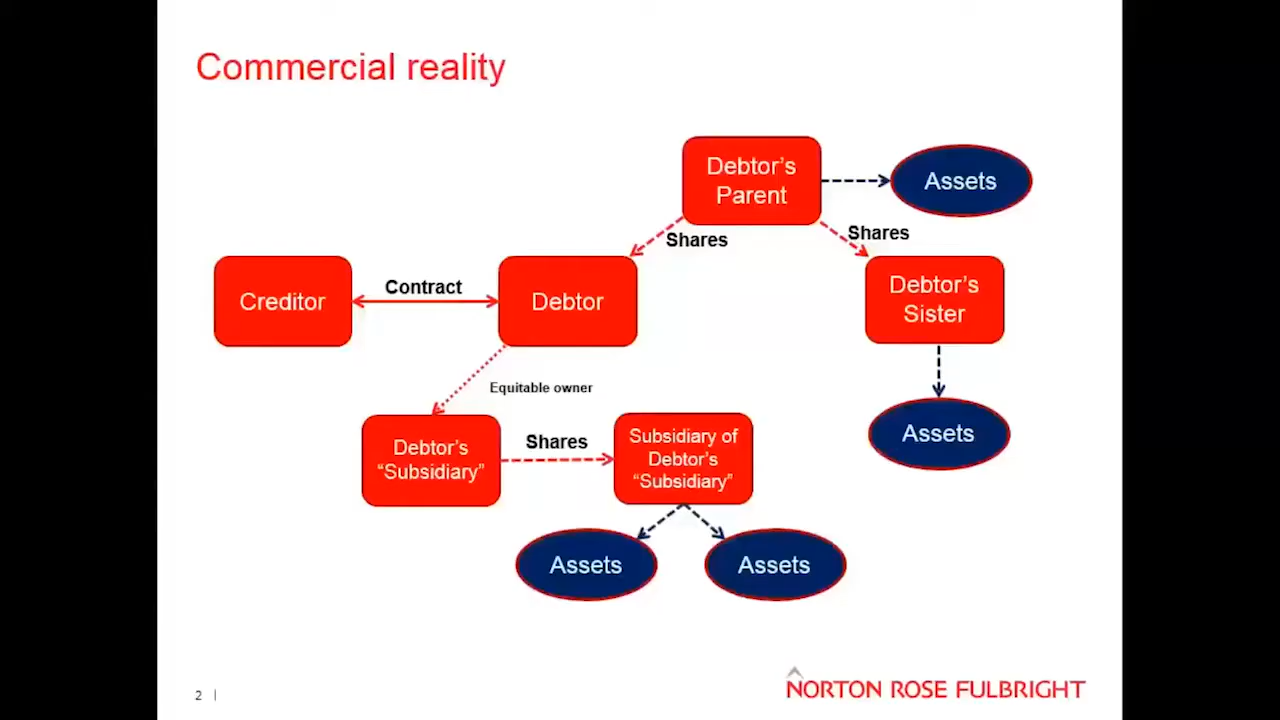 Commercial reality
Debtor's
Parent
Assets
Shares
Shares
Creditor
Contract
Debtor
Debtor's
Sister
Equitable owner
Assets
Debtor's
“Subsidiary”
Shares
Subsidiary of
Debtor's
“Subsidiary”
Assets
Assets
2 |
NORTON ROSE FULBRIGHT